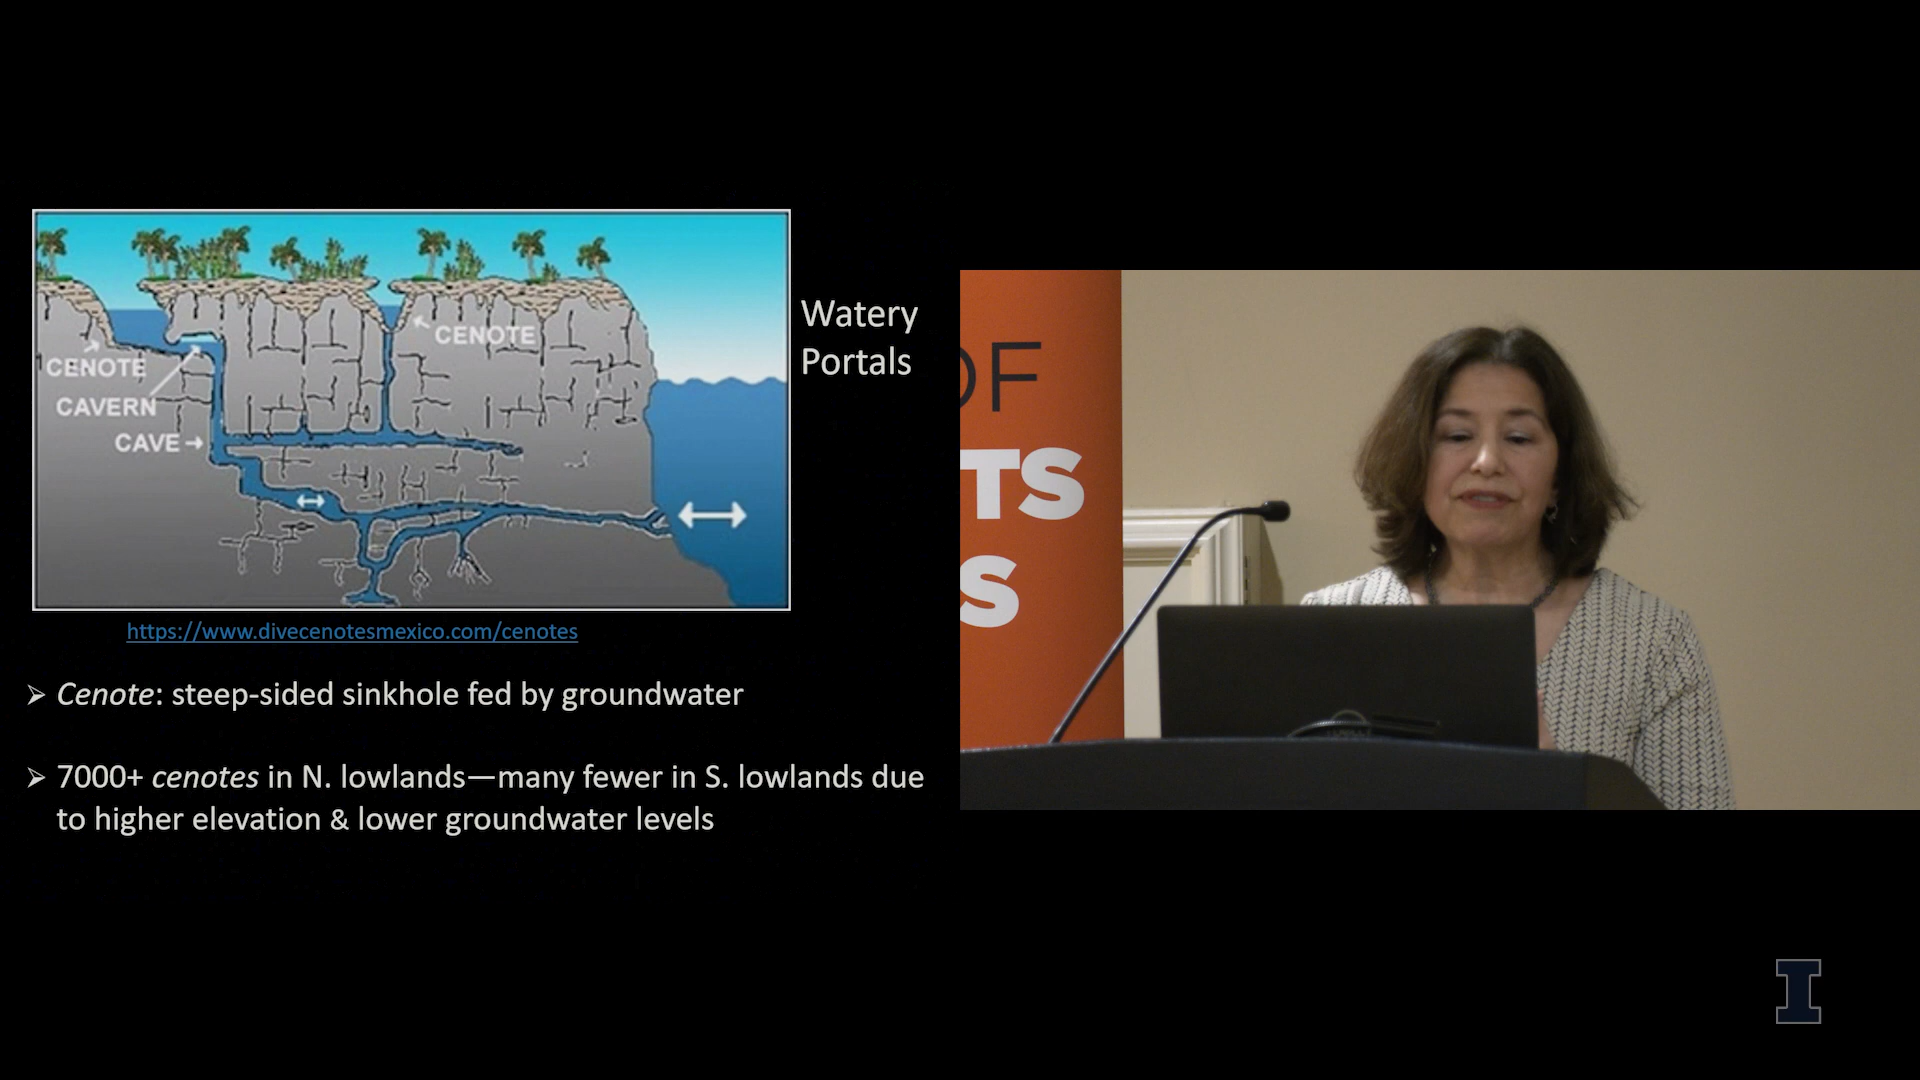 CENOTE
CENOTE
CAVERN
CAVE
Watery
Portals
https://www.divecenotesmexico.com/cenotes
➢ Cenote: steep-sided sinkhole fed by groundwater
➢ 7000+ cenotes in N. lowlands—many fewer in S. lowlands due
to higher elevation & lower groundwater levels
OF
TS
S
I